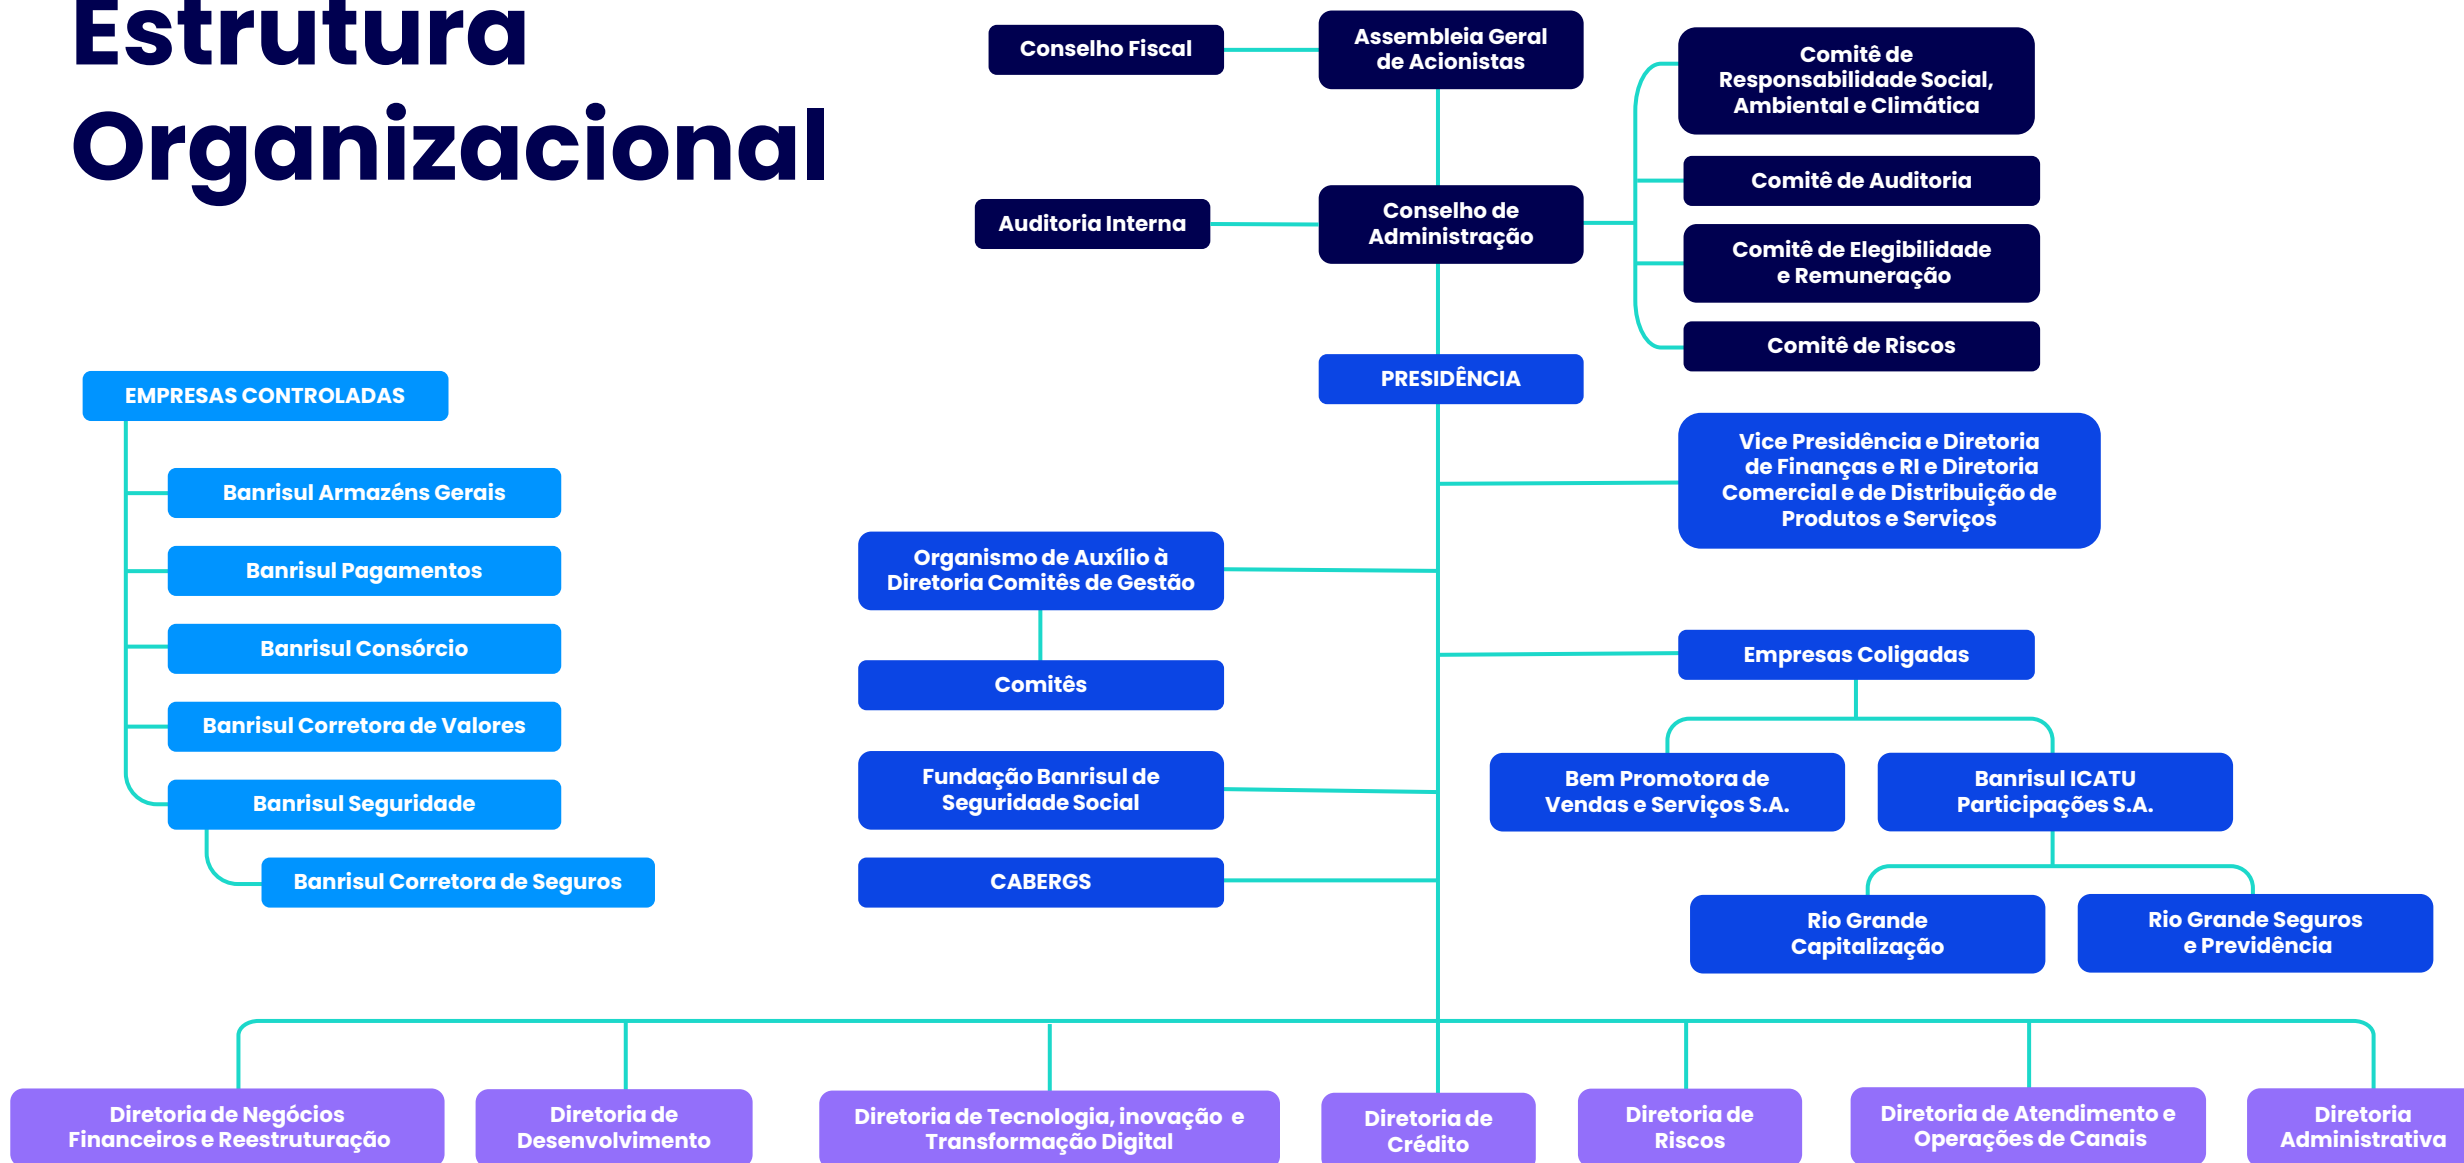 Estrutura
Organizacional
Conselho Fiscal
Assembleia Geral
de Acionistas
Comitê de
Responsabilidade Social,
Ambiental e Climática
Comitê de Auditoria
Auditoria Interna
Conselho de
Administração
Comitê de Elegibilidade
e Remuneração
Comitê de Riscos
PRESIDÊNCIA
EMPRESAS CONTROLADAS
Banrisul Armazéns Gerais
Banrisul Pagamentos
Banrisul Consórcio
Banrisul Corretora de Valores
Banrisul Seguridade
Banrisul Corretora de Seguros
Vice Presidência e Diretoria
de Finanças e RI e Diretoria
Comercial e de Distribuição de
Produtos e Serviços
Organismo de Auxílio à
Diretoria Comitês de Gestão
Comitês
Fundação Banrisul de
Seguridade Social
CABERGS
Empresas Coligadas
Bem Promotora de
Vendas e Serviços S.A.
Banrisul ICATU
Participações S.A.
Rio Grande
Capitalização
Rio Grande Seguros
e Previdência
Diretoria de Negócios
Financeiros e Reestruturação
Diretoria de
Desenvolvimento
Diretoria de Tecnologia, inovação e
Transformação Digital
Diretoria de
Crédito
Diretoria de
Riscos
Diretoria de Atendimento e
Operações de Canais
Diretoria
Administrativa